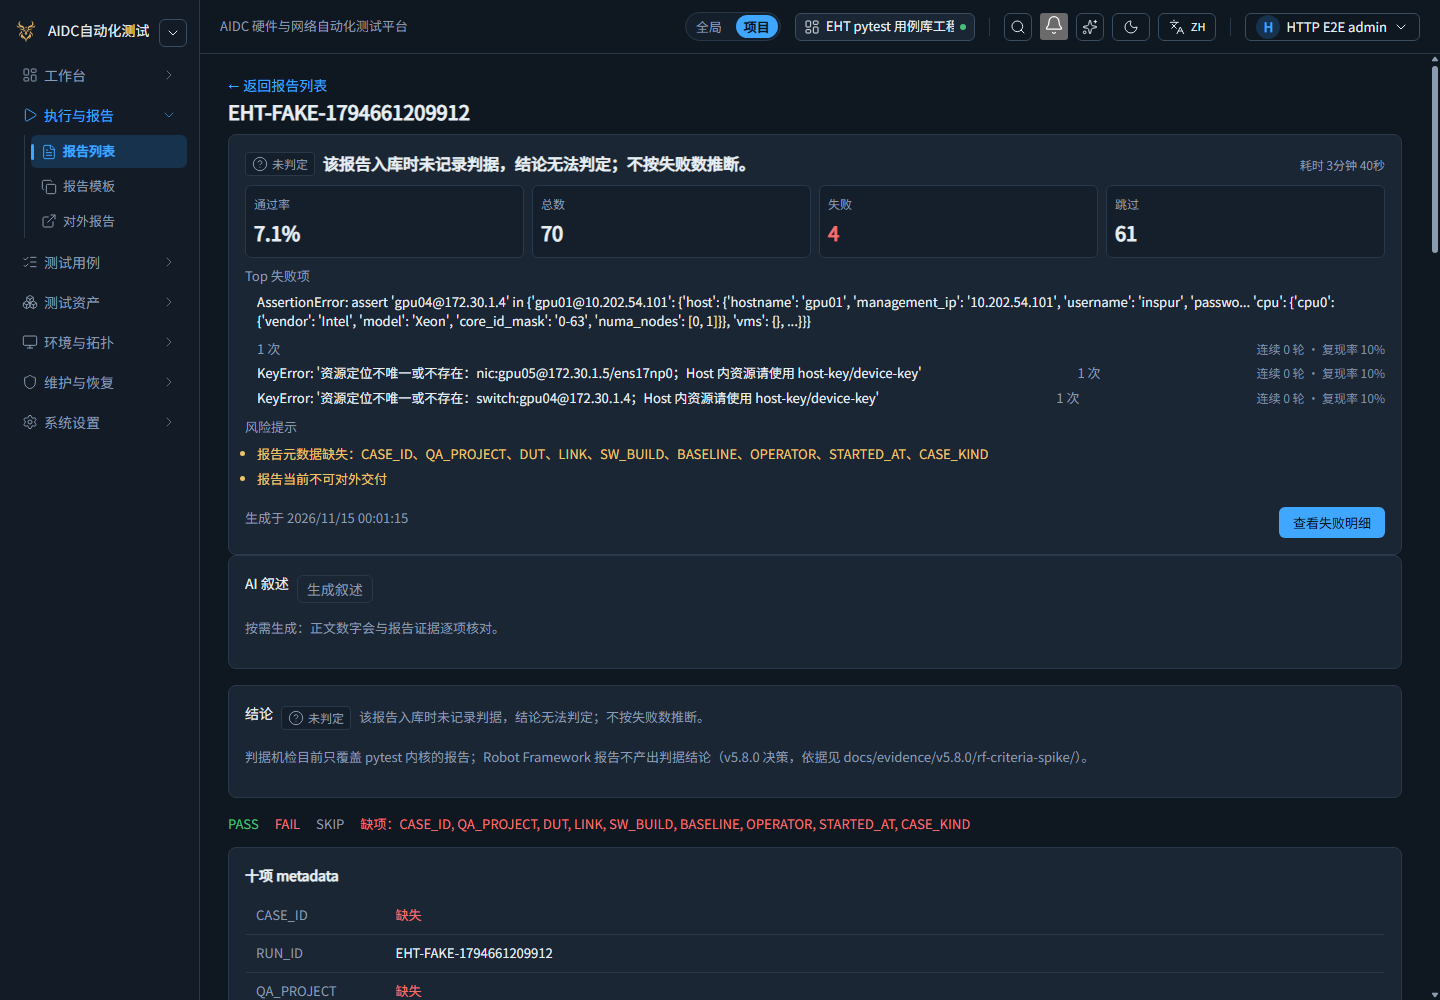 AIDC自动化测试
AIDC 硬件与网络自动化测试平台
全局
项目
EHT pytest 用例库工程
ZH
H
HTTP E2E admin
工作台
执行与报告
报告列表
报告模板
对外报告
测试用例
测试资产
环境与拓扑
维护与恢复
系统设置
← 返回报告列表
EHT-FAKE-1794661209912
未判定 该报告入库时未记录判据，结论无法判定；不按失败数推断。
耗时 3分钟 40秒
通过率
7.1%
总数
70
失败
4
跳过
61
Top 失败项
AssertionError: assert 'gpu04@172.30.1.4' in {'gpu01@10.202.54.101': {'host': {'hostname': 'gpu01', 'management_ip': '10.202.54.101', 'username': 'inspur', 'passwo... 'cpu': {'cpu0':
{'vendor': 'Intel', 'model': 'Xeon', 'core_id_mask': '0-63', 'numa_nodes': [0, 1]}}, 'vms': {}, ...}}}
1 次 连续 0 轮 • 复现率 10%
KeyError: '资源定位不唯一或不存在：nic:gpu05@172.30.1.5/ens17np0；Host 内资源请使用 host-key/device-key' 1 次 连续 0 轮 • 复现率 10%
KeyError: '资源定位不唯一或不存在：switch:gpu04@172.30.1.4；Host 内资源请使用 host-key/device-key' 1 次 连续 0 轮 • 复现率 10%
风险提示
• 报告元数据缺失：CASE_ID、QA_PROJECT、DUT、LINK、SW_BUILD、BASELINE、OPERATOR、STARTED_AT、CASE_KIND
• 报告当前不可对外交付
生成于 2026/11/15 00:01:15
查看失败明细
AI 叙述 生成叙述
按需生成：正文数字会与报告证据逐项核对。
结论 未判定 该报告入库时未记录判据，结论无法判定；不按失败数推断。
判据机检目前只覆盖 pytest 内核的报告；Robot Framework 报告不产出判据结论（v5.8.0 决策，依据见 docs/evidence/v5.8.0/rf-criteria-spike/）。
PASS FAIL SKIP 缺项：CASE_ID, QA_PROJECT, DUT, LINK, SW_BUILD, BASELINE, OPERATOR, STARTED_AT, CASE_KIND
十项 metadata
CASE_ID 缺失
RUN_ID EHT-FAKE-1794661209912
QA_PROJECT 缺失